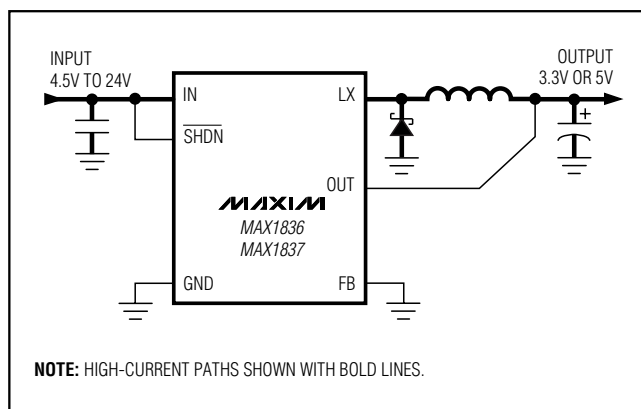 INPUT
4.5V TO 24V
OUTPUT
3.3V OR 5V
IN
LX
SHDN
OUT
MAXIM
MAX1836
MAX1837
GND
FB
+
NOTE: HIGH-CURRENT PATHS SHOWN WITH BOLD LINES.